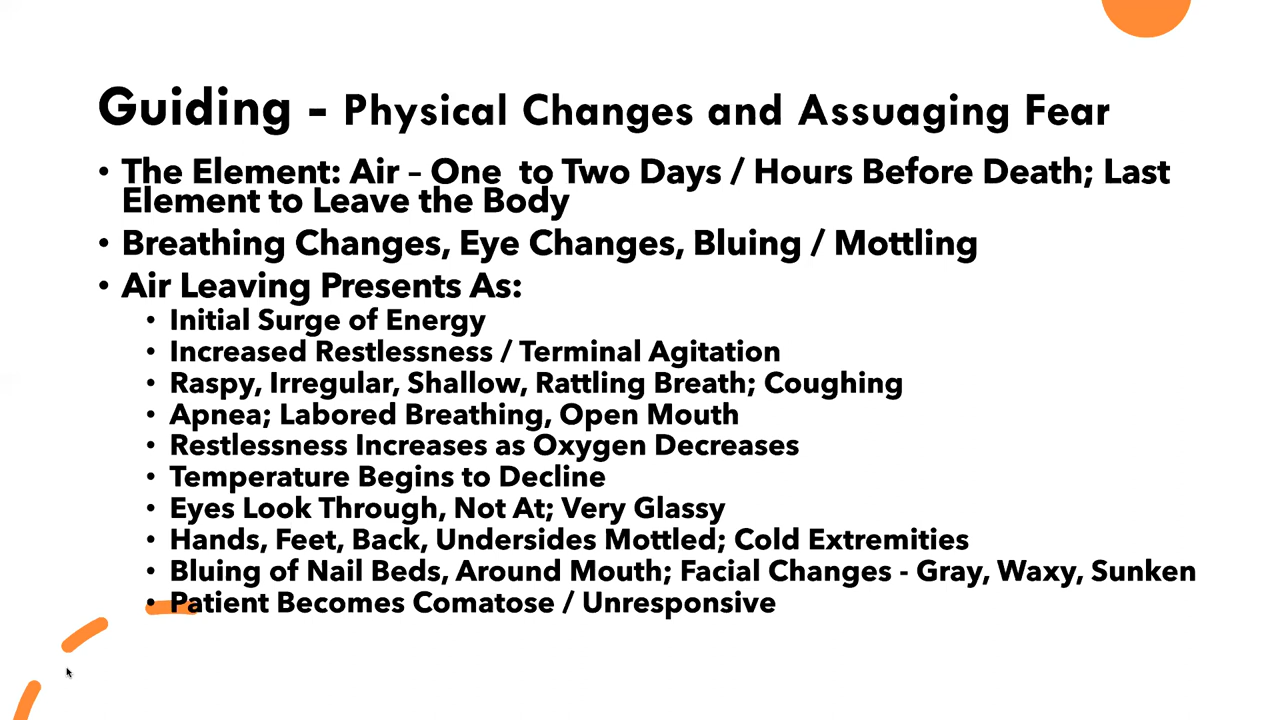 Guiding - Physical Changes and Assuaging Fear
• The Element: Air – One  to Two Days / Hours Before Death; Last
Element to Leave the Body
• Breathing Changes, Eye Changes, Bluing / Mottling
• Air Leaving Presents As:
• Initial Surge of Energy
• Increased Restlessness / Terminal Agitation
• Raspy, Irregular, Shallow, Rattling Breath; Coughing
• Apnea; Labored Breathing, Open Mouth
• Restlessness Increases as Oxygen Decreases
• Temperature Begins to Decline
• Eyes Look Through, Not At; Very Glassy
• Hands, Feet, Back, Undersides Mottled; Cold Extremities
• Bluing of Nail Beds, Around Mouth; Facial Changes - Gray, Waxy, Sunken
• Patient Becomes Comatose / Unresponsive